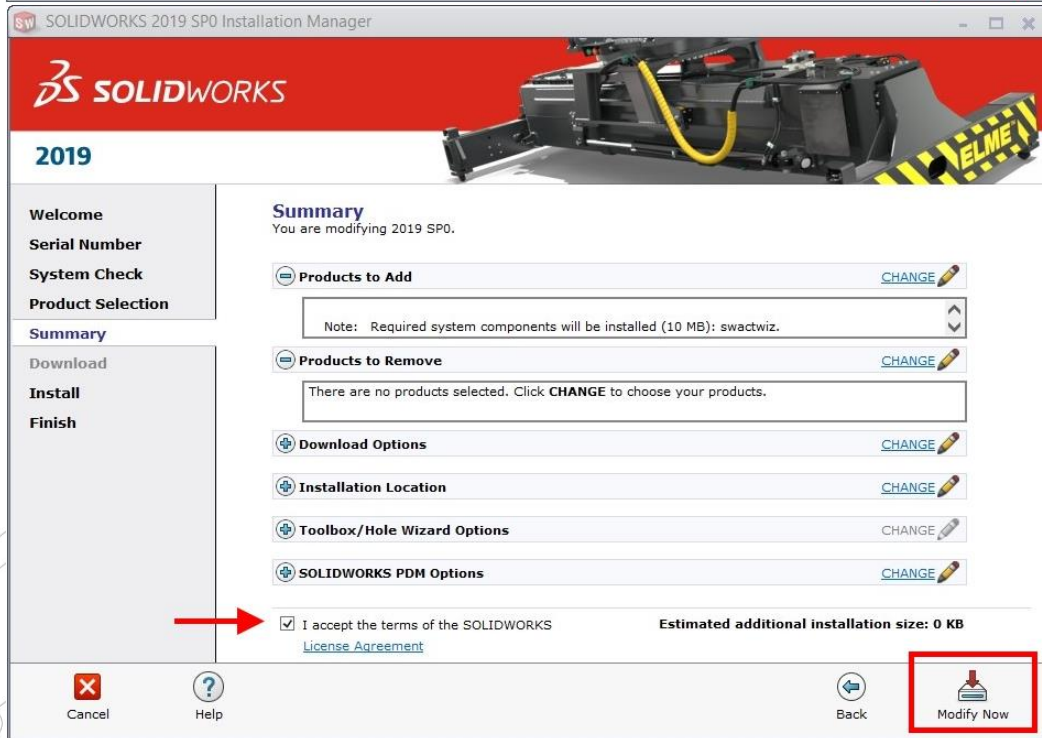 SW SOLIDWORKS 2019 SP0 Installation Manager
3S SOLIDWORKS
2019
ELME
Welcome
Serial Number
System Check
Product Selection
Summary
Download
Install
Finish
Summary
You are modifying 2019 SP0.
Products to Add CHANGE
Note: Required system components will be installed (10 MB): swactwiz.
Products to Remove CHANGE
There are no products selected. Click CHANGE to choose your products.
Download Options CHANGE
Installation Location CHANGE
Toolbox/Hole Wizard Options CHANGE
SOLIDWORKS PDM Options CHANGE
I accept the terms of the SOLIDWORKS Estimated additional installation size: 0 KB
License Agreement
Cancel Help Back Modify Now